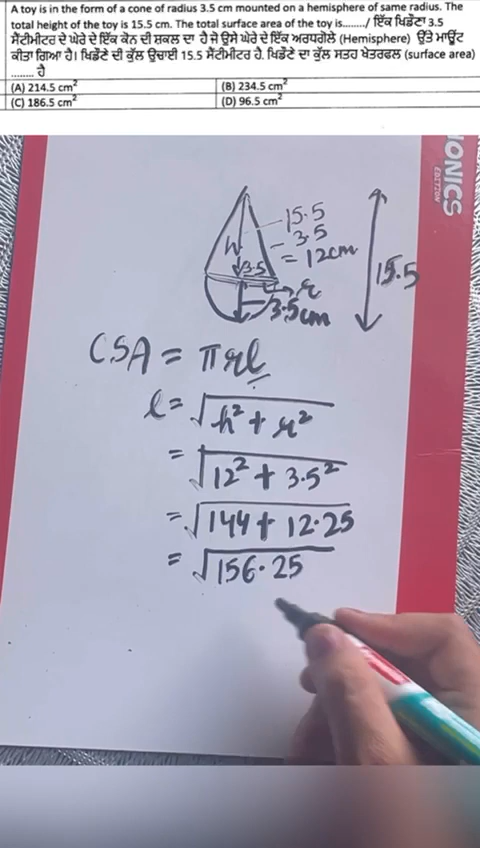 A toy is in the form of a cone of radius 3.5 cm mounted on a hemisphere of same radius. The
total height of the toy is 15.5 cm. The total surface area of the toy is......../ ਇੱਕ ਖਿਡੌਣਾ 3.5
ਸੈਂਟੀਮੀਟਰ ਦੇ ਘੇਰੇ ਦੇ ਇੱਕ ਕੋਨ ਦੀ ਸ਼ਕਲ ਦਾ ਹੈ ਜੋ ਉਸੇ ਘੇਰੇ ਦੇ ਇੱਕ ਅਰਧਗੋਲੇ (Hemisphere) ਉੱਤੇ ਮਾਊਂਟ
ਕੀਤਾ ਗਿਆ ਹੈ। ਖਿਡੌਣੇ ਦੀ ਕੁੱਲ ਉਚਾਈ 15.5 ਸੈਂਟੀਮੀਟਰ ਹੈ. ਖਿਡੌਣੇ ਦਾ ਕੁੱਲ ਸਤਹ ਖੇਤਰਫਲ (surface area)
........ ਹੈ
(A) 214.5 cm²
(B) 234.5 cm²
(C) 186.5 cm²
(D) 96.5 cm²
IONICS
EDITION
15.5
- 3.5
= 12cm
h
3.5
r
3.5cm
15.5
CSA = πrl
l = √h² + r²
= √12² + 3.5²
= √144 + 12.25
= √156.25